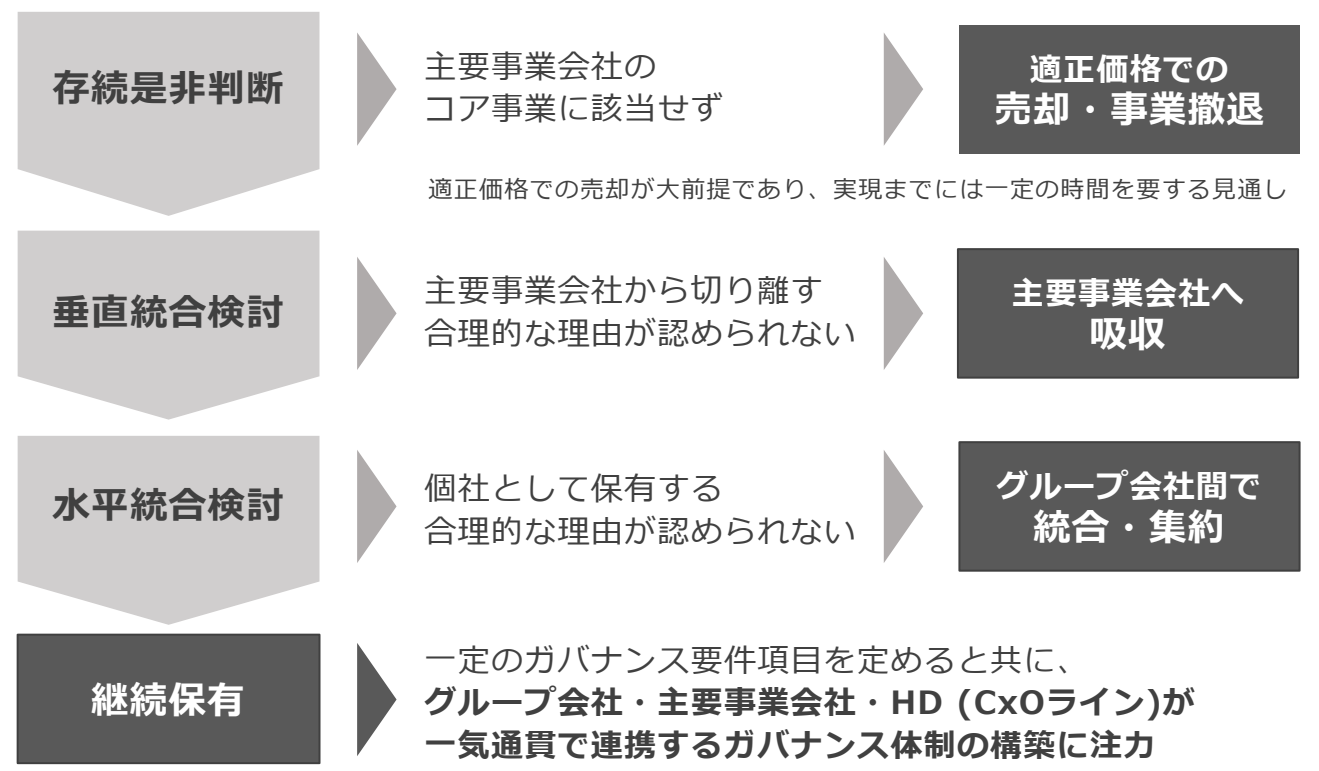 存続是非判断
主要事業会社の
コア事業に該当せず
適正価格での
売却・事業撤退
適正価格での売却が大前提であり、実現までには一定の時間を要する見通し
垂直統合検討
主要事業会社から切り離す
合理的な理由が認められない
主要事業会社へ
吸収
水平統合検討
個社として保有する
合理的な理由が認められない
グループ会社間で
統合・集約
継続保有
一定のガバナンス要件項目を定めると共に、
グループ会社・主要事業会社・HD (CxOライン)が
一気通貫で連携するガバナンス体制の構築に注力